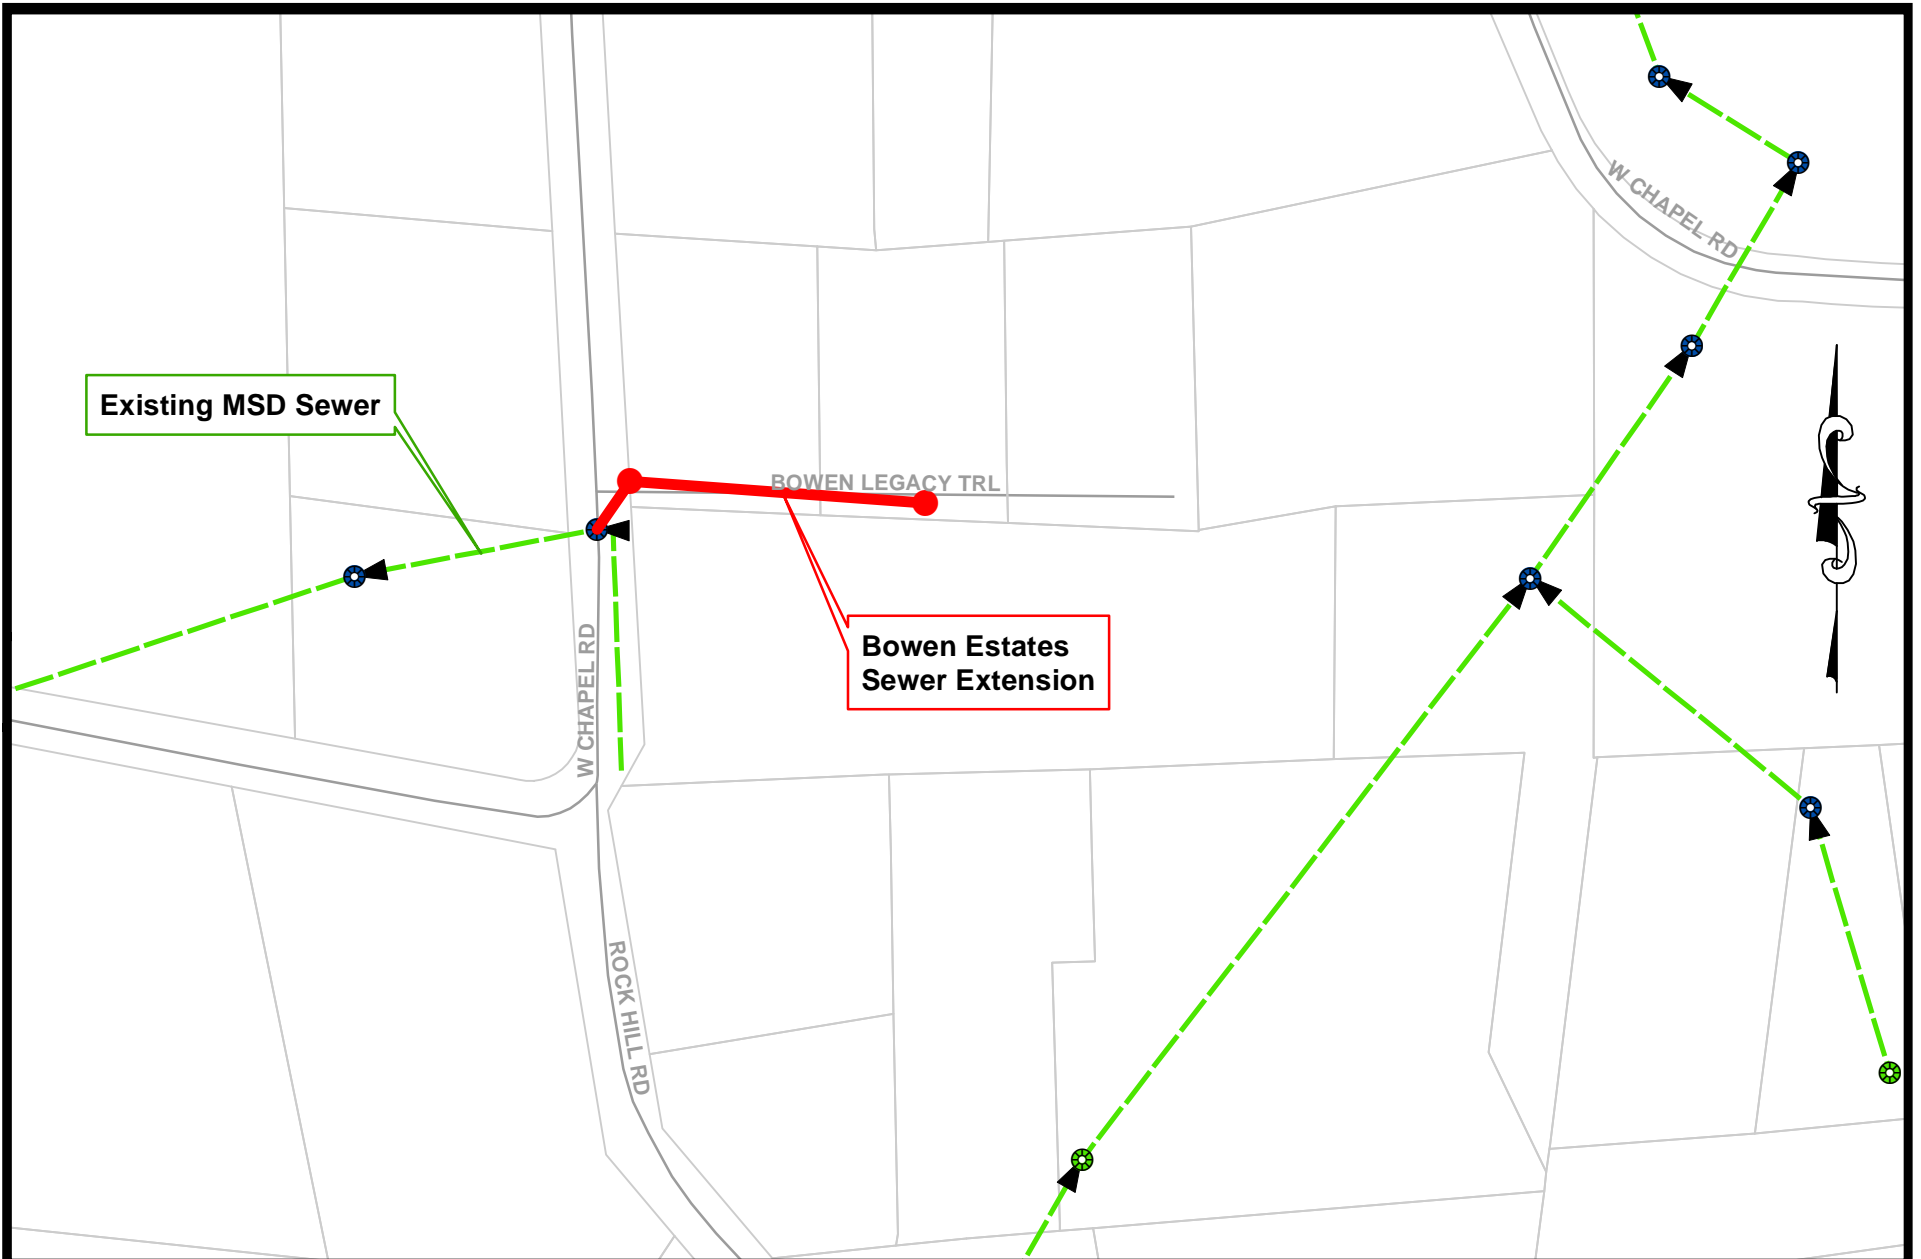 W CHAPEL RD
Existing MSD Sewer
BOWEN LEGACY TRL
Bowen Estates
Sewer Extension
W CHAPEL RD
ROCK HILL RD